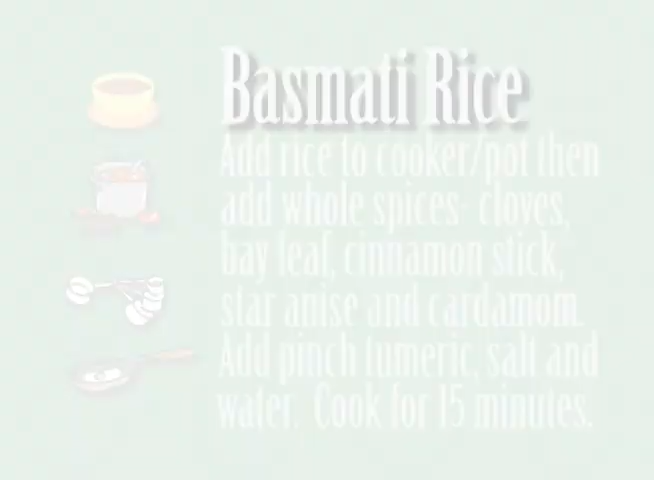 Basmati Rice
Add rice to cooker/pot then
add whole spices- cloves,
bay leaf, cinnamon stick,
star anise and cardamom.
Add pinch tumeric, salt and
water. Cook for 15 minutes.